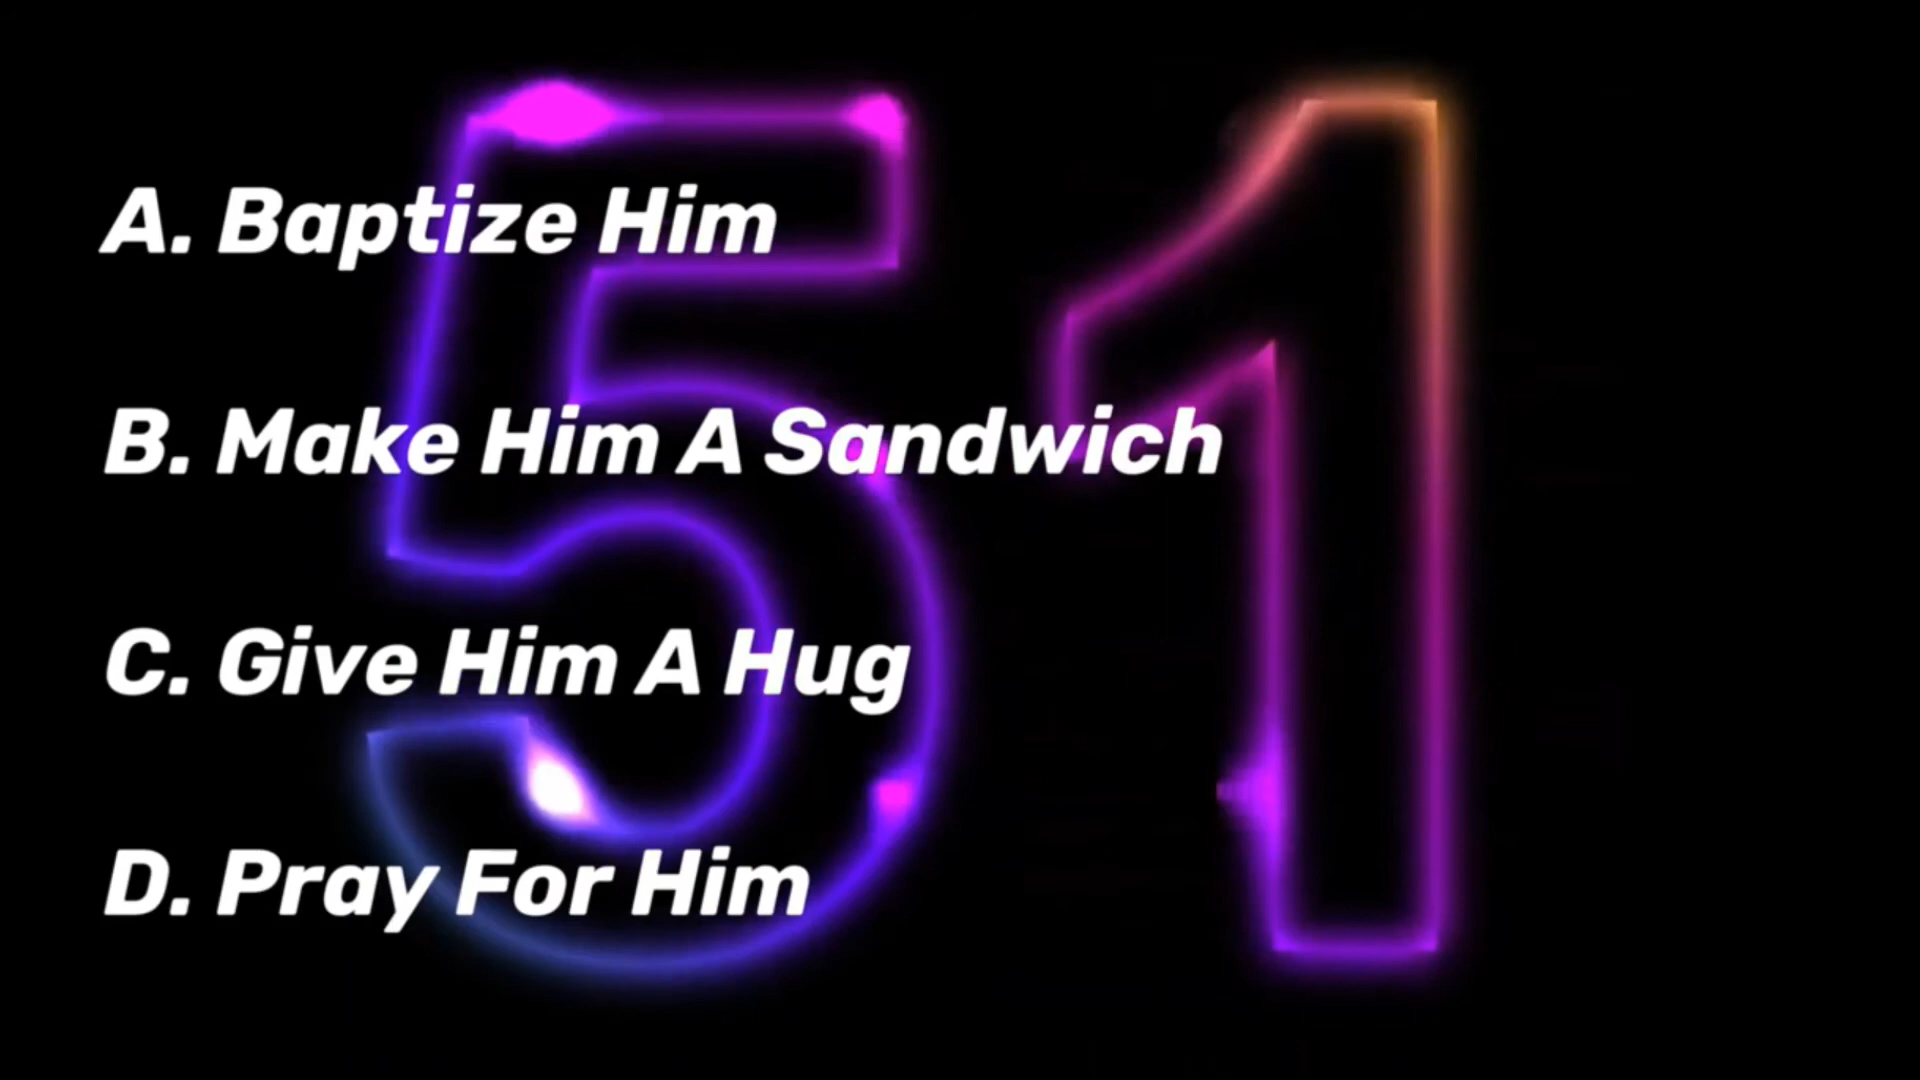 51
A. Baptize Him
B. Make Him A Sandwich
C. Give Him A Hug
D. Pray For Him